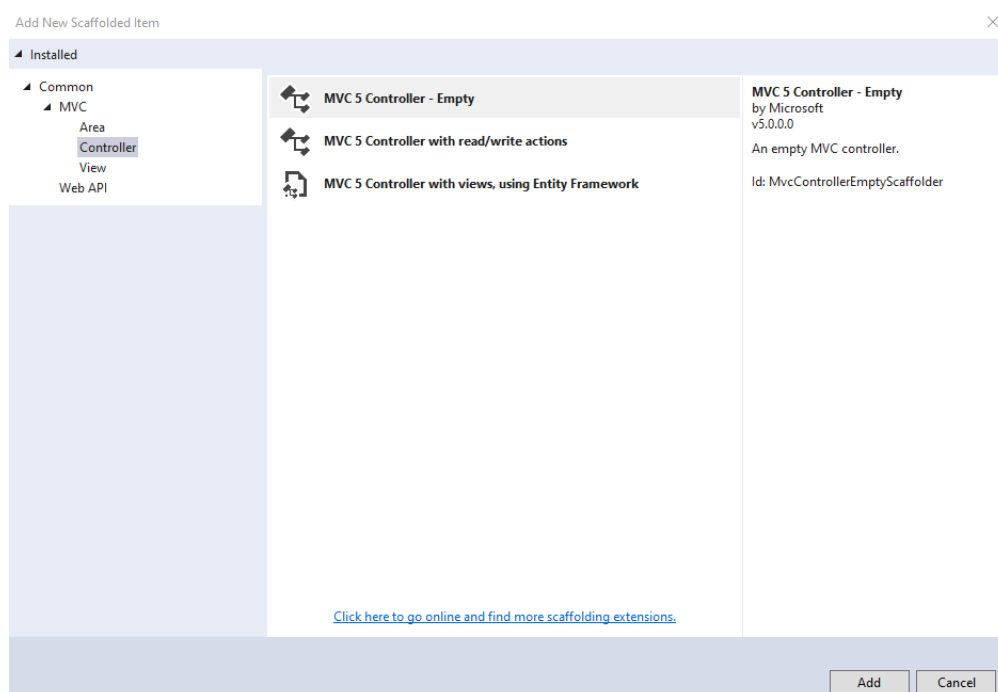 Add New Scaffolded Item
Installed
Common
MVC
Area
Controller
View
Web API
MVC 5 Controller - Empty
MVC 5 Controller with read/write actions
MVC 5 Controller with views, using Entity Framework
Click here to go online and find more scaffolding extensions.
MVC 5 Controller - Empty
by Microsoft
v5.0.0.0
An empty MVC controller.
Id: MvcControllerEmptyScaffolder
Add
Cancel